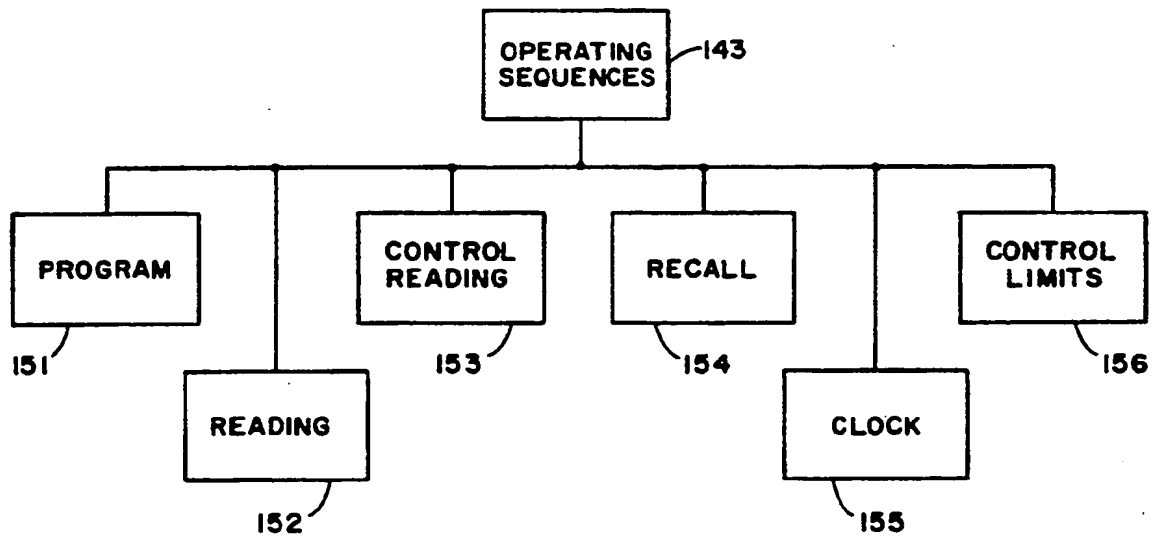 OPERATING
SEQUENCES
143
PROGRAM
151
READING
152
CONTROL
READING
153
RECALL
154
CLOCK
155
CONTROL
LIMITS
156